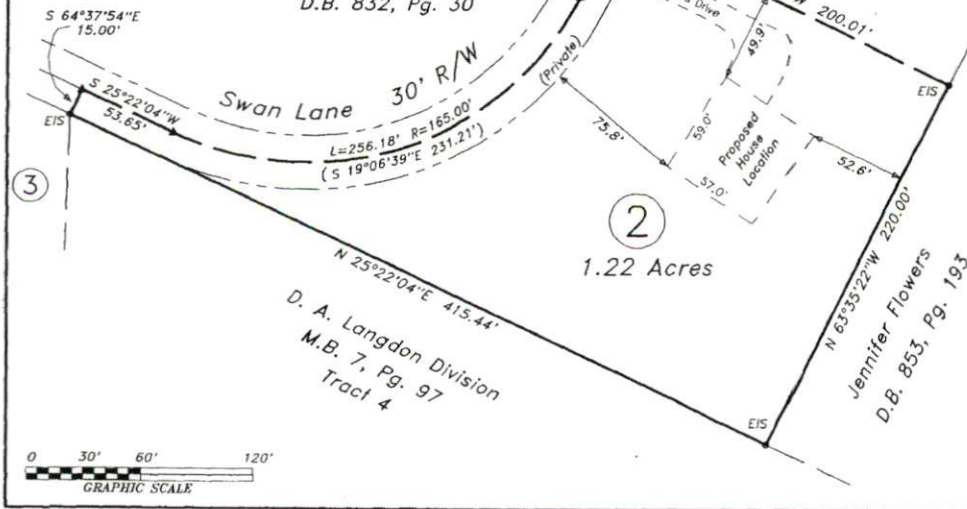 D.B. 832, Pg. 30
S 64°37'54"E
15.00'
W 200.01'
Drive
49.9'
EIS
Swan Lane 30' R/W
(Private)
S 25°22'04"W
53.65'
EIS
L=256.18' R=165.00'
( S 19°06'39"E 231.21')
75.8'
59.0'
57.0'
Proposed
House
Location
52.6'
3
2
1.22 Acres
N 63°35'22"W 220.00'
Jennifer Flowers
D.B. 853, Pg. 193
N 25°22'04"E 415.44'
D. A. Langdon Division
M.B. 7, Pg. 97
Tract 4
EIS
0 30' 60' 120'
GRAPHIC SCALE